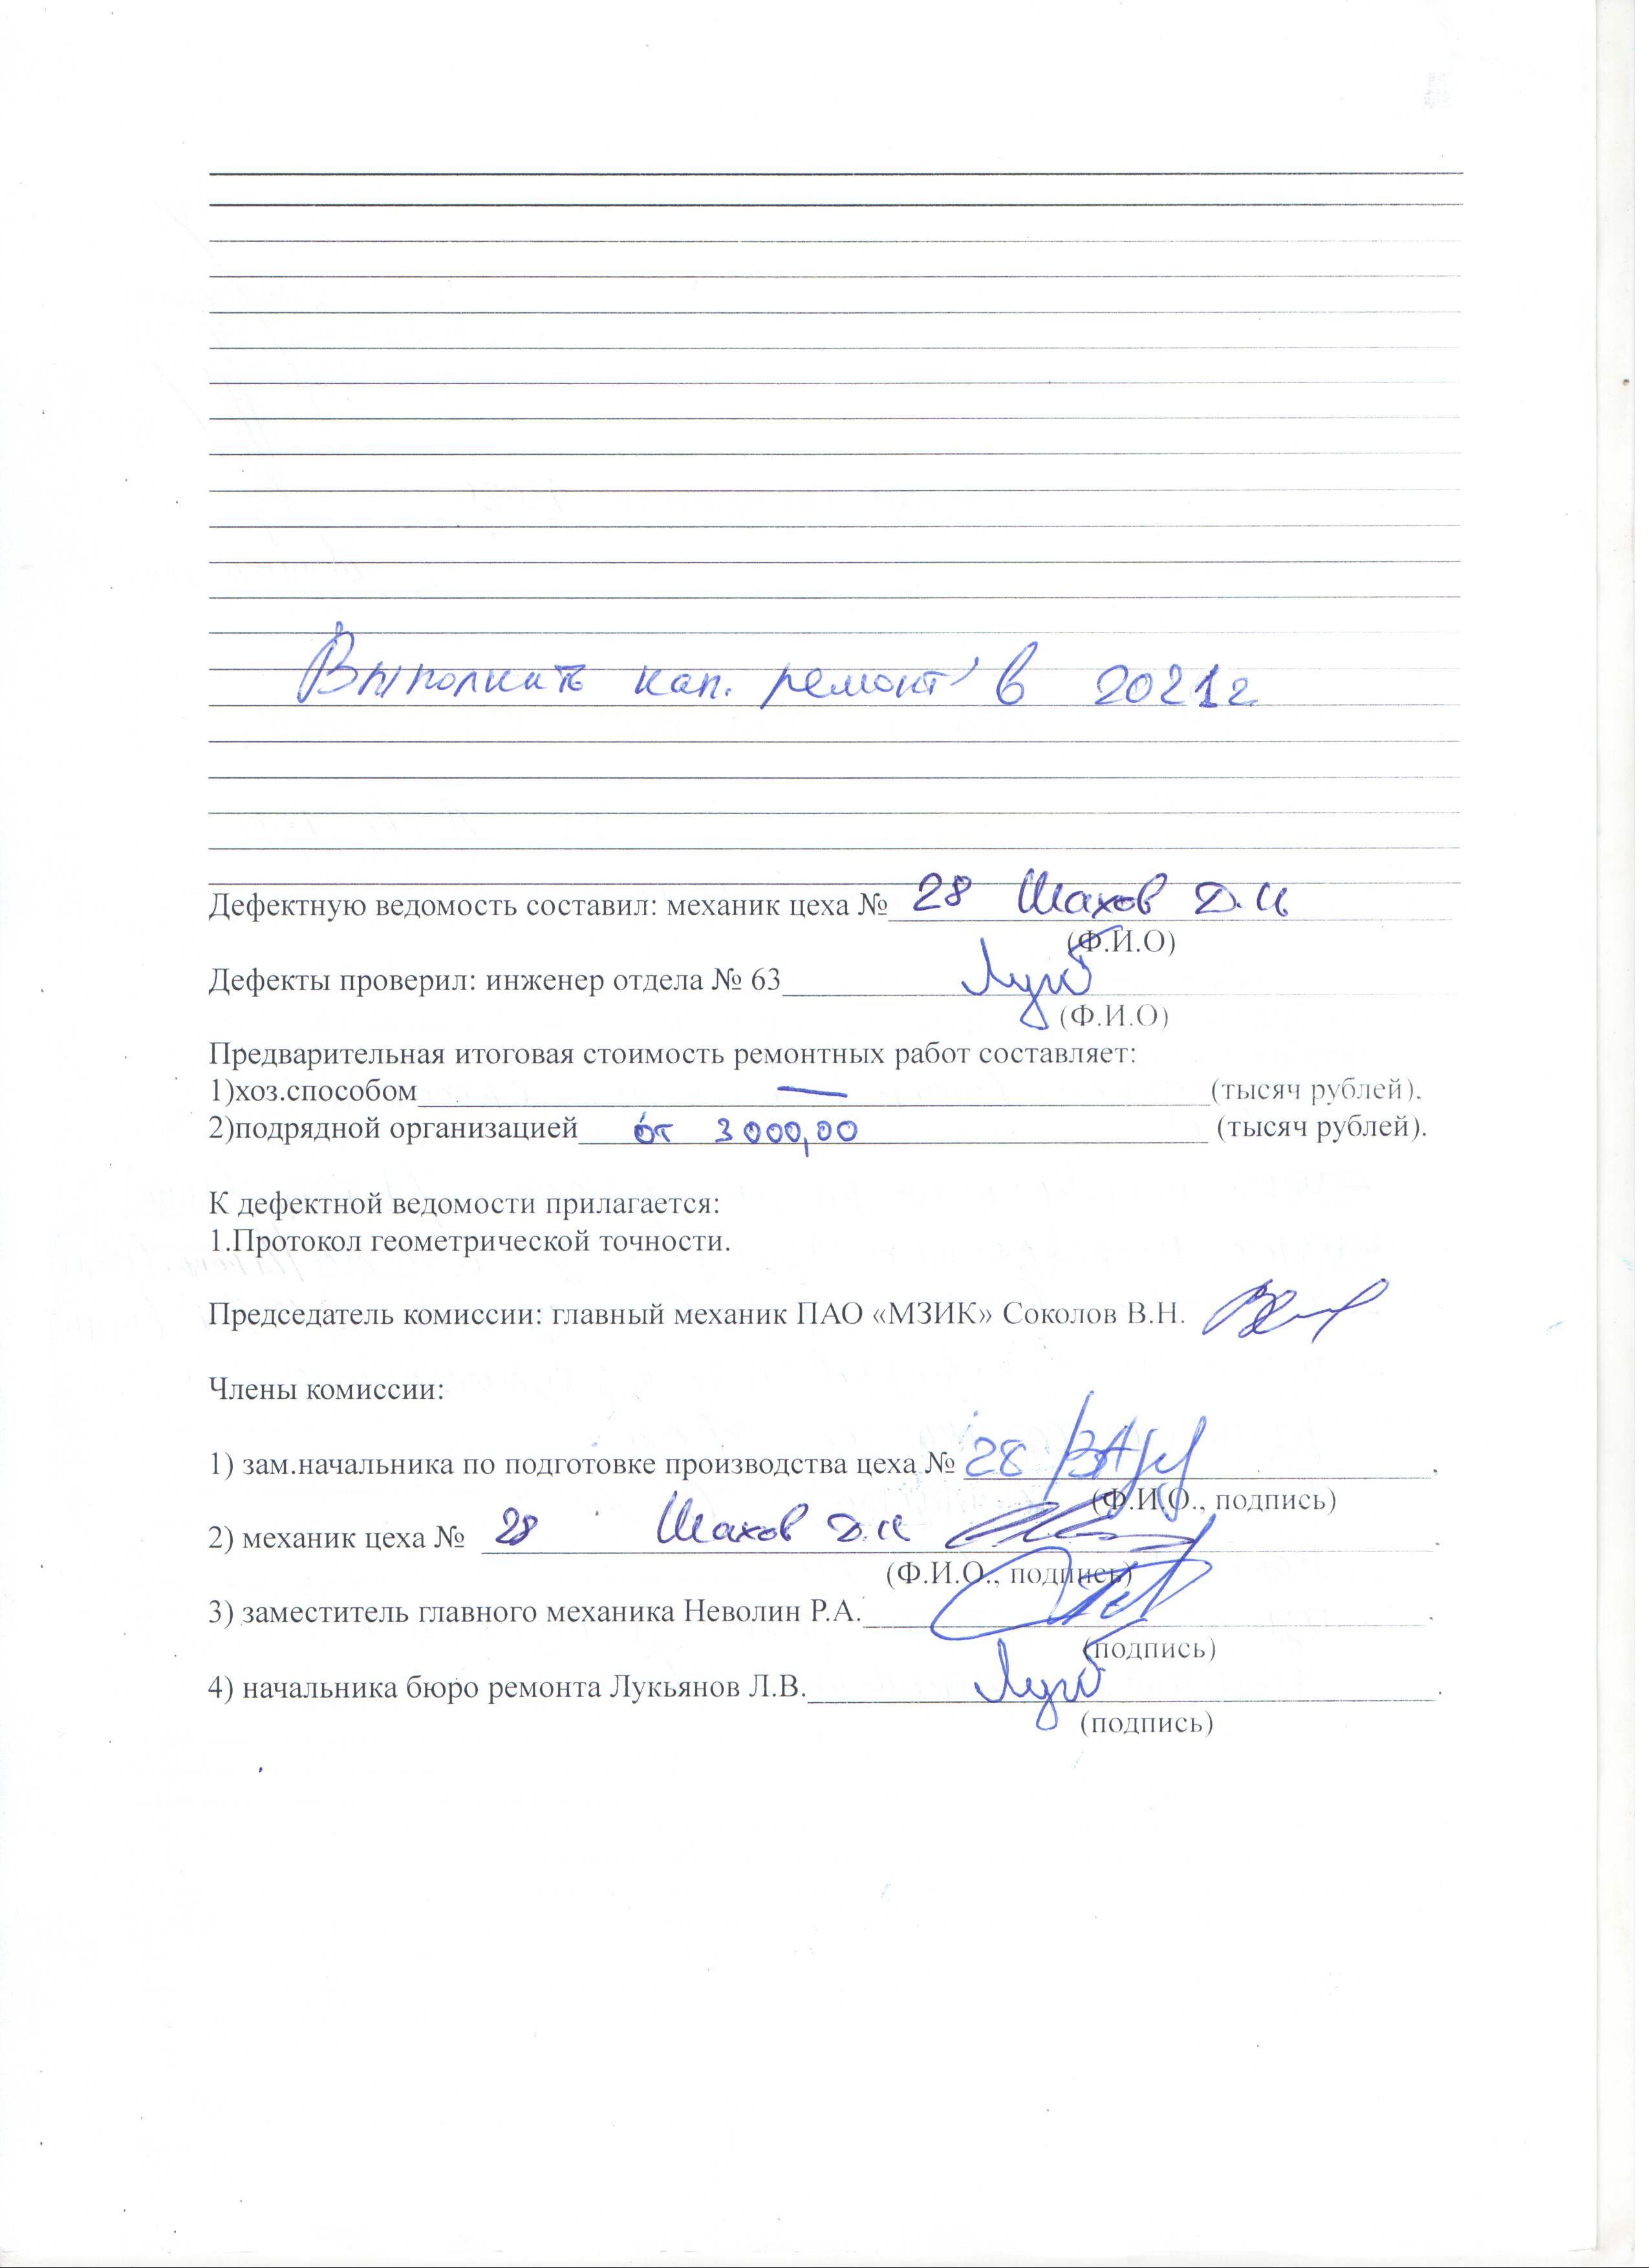 Выполнить кап. ремонт в 2021г
Дефектную ведомость составил: механик цеха № 28 Шахов Д.И
(Ф.И.О)
Дефекты проверил: инженер отдела № 63
(Ф.И.О)
Предварительная итоговая стоимость ремонтных работ составляет:
1)хоз.способом — (тысяч рублей).
2)подрядной организацией от 3000,00 (тысяч рублей).
К дефектной ведомости прилагается:
1.Протокол геометрической точности.
Председатель комиссии: главный механик ПАО «МЗИК» Соколов В.Н.
Члены комиссии:
1) зам.начальника по подготовке производства цеха № 28
(Ф.И.О., подпись)
2) механик цеха № 28 Шахов Д.И
(Ф.И.О., подпись)
3) заместитель главного механика Неволин Р.А.
(подпись)
4) начальника бюро ремонта Лукьянов Л.В.
(подпись)